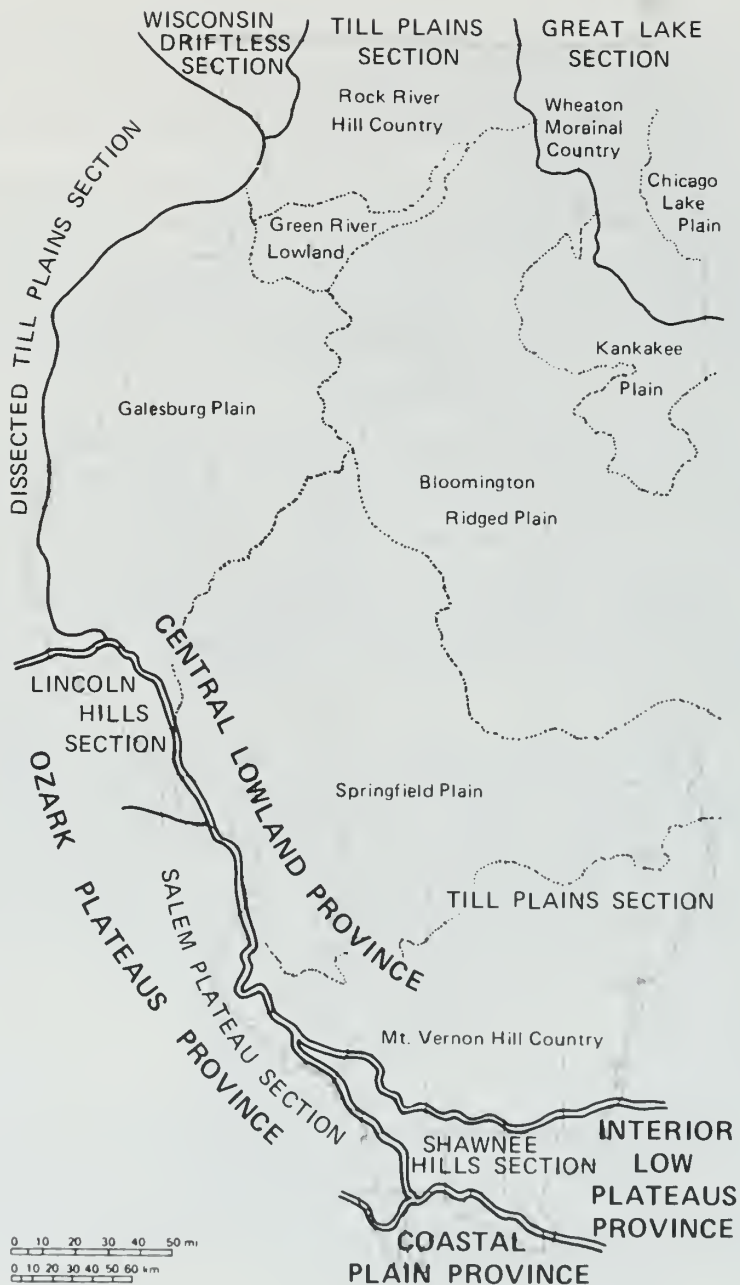 WISCONSIN
DRIFTLESS
SECTION
TILL PLAINS
SECTION
GREAT LAKE
SECTION
Rock River
Hill Country
Wheaton
Morainal
Country
Chicago
Lake
Plain
Green River
Lowland
DISSECTED TILL PLAINS SECTION
Kankakee
Plain
Galesburg Plain
Bloomington
Ridged Plain
CENTRAL LOWLAND PROVINCE
LINCOLN
HILLS
SECTION
OZARK PLATEAUS PROVINCE
Springfield Plain
SALEM PLATEAU SECTION
TILL PLAINS SECTION
Mt. Vernon Hill Country
SHAWNEE
HILLS SECTION
INTERIOR
LOW
PLATEAUS
PROVINCE
COASTAL
PLAIN PROVINCE
0 10 20 30 40 50 mi
0 10 20 30 40 50 60 km